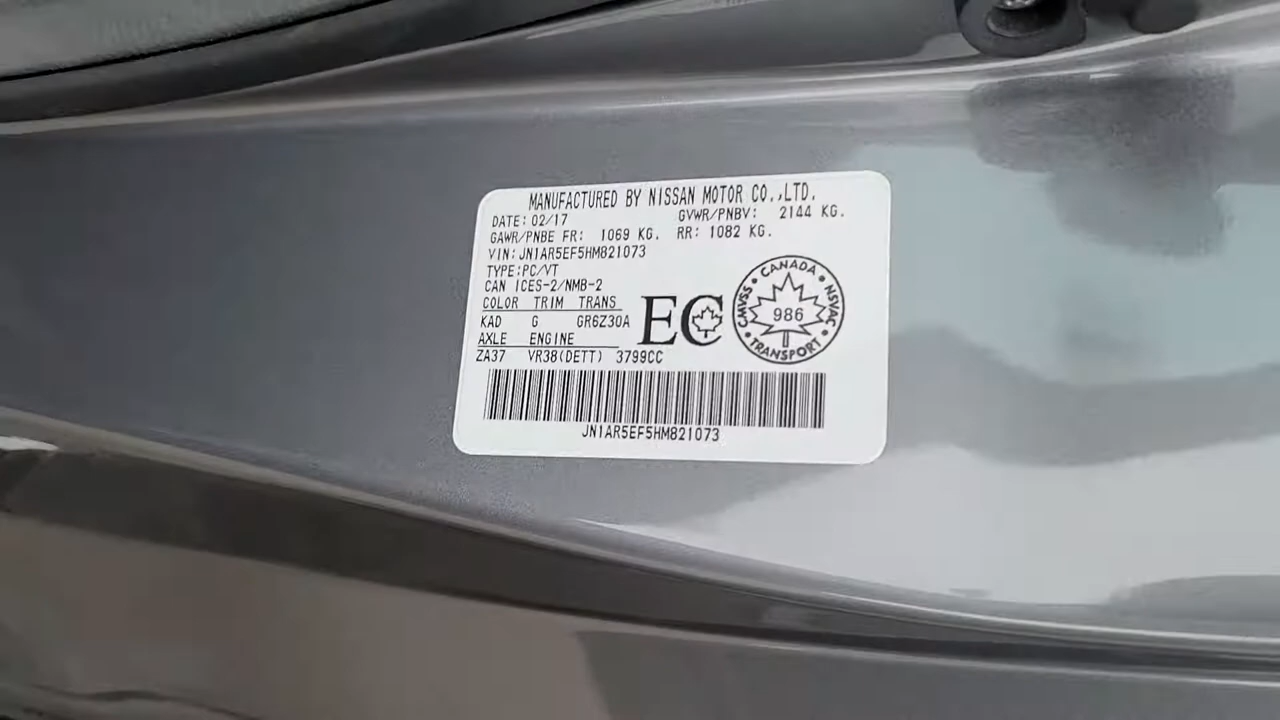 MANUFACTURED BY NISSAN MOTOR CO.,LTD.
DATE: 02/17 GVWR/PNBV: 2144 KG.
GAWR/PNBE FR: 1069 KG. RR: 1082 KG.
VIN: JN1AR5EF5HM821073
TYPE:PC/VT
CAN ICES-2/NMB-2
COLOR TRIM TRANS
KAD G GR6Z30A
AXLE ENGINE
ZA37 VR38(DETT) 3799CC
EC
CANADA
CMVSS
NSVAC
986
TRANSPORT
JN1AR5EF5HM821073